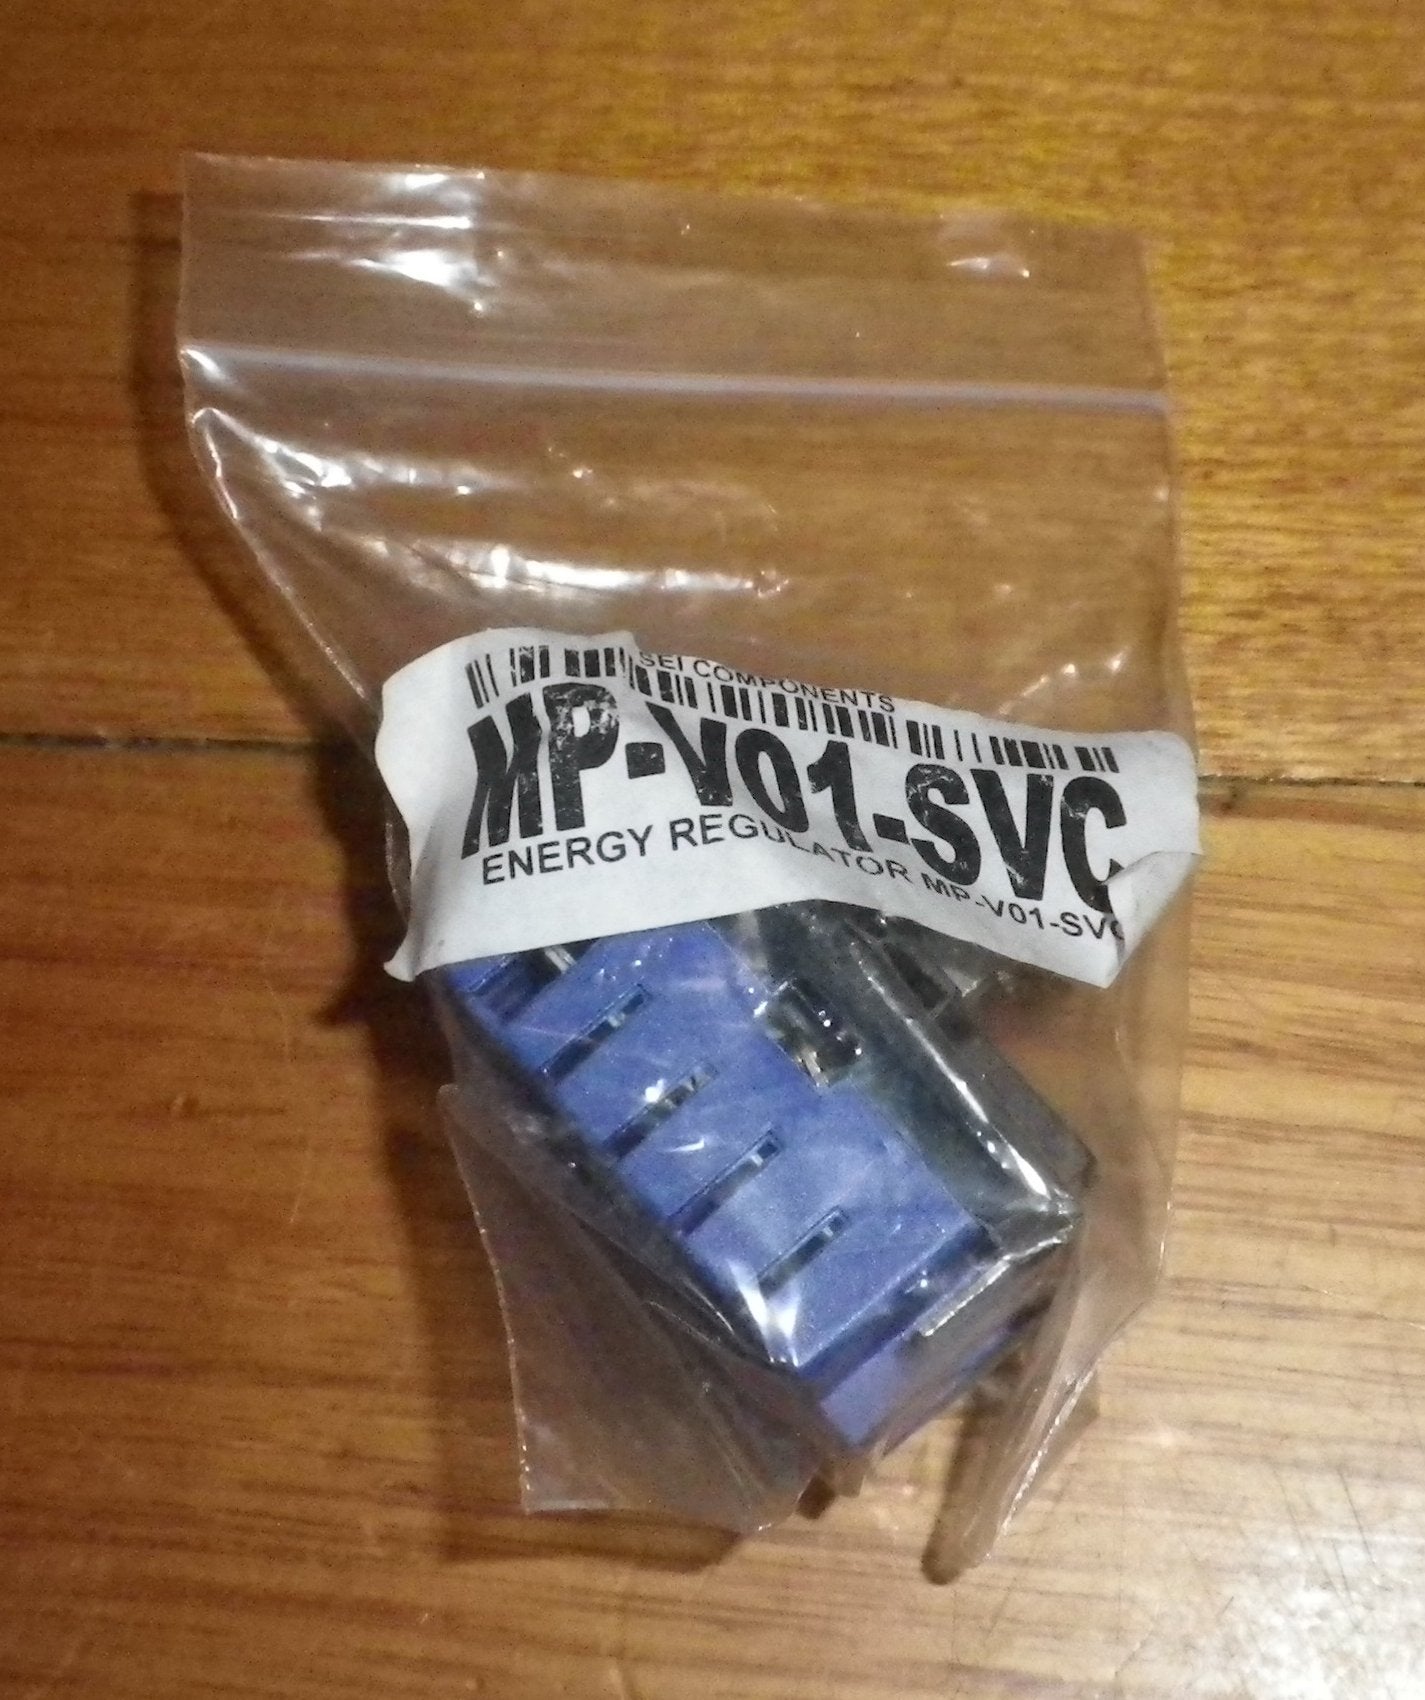 SEI COMPONENTS
MP-V01-SVC
ENERGY REGULATOR MP-V01-SVC